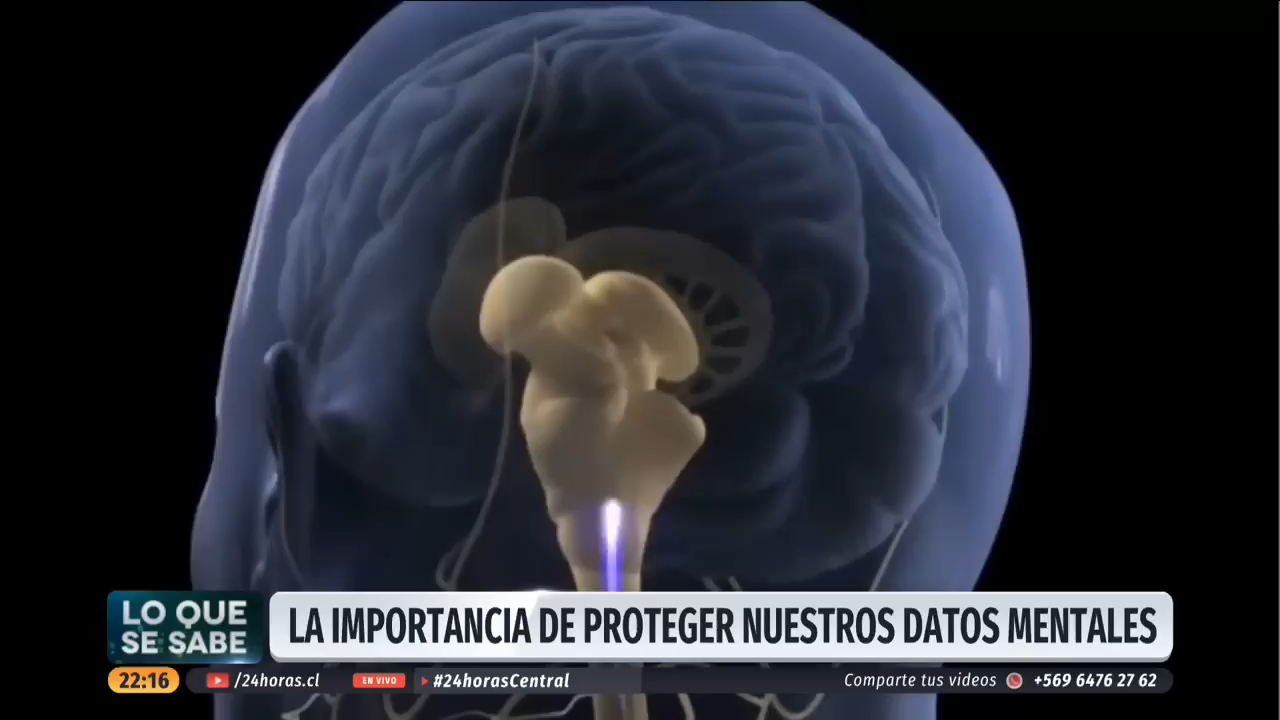 LO QUE
SE SABE
LA IMPORTANCIA DE PROTEGER NUESTROS DATOS MENTALES
22:16
/24horas.cl
EN VIVO
#24horasCentral
Comparte tus videos
+569 6476 27 62